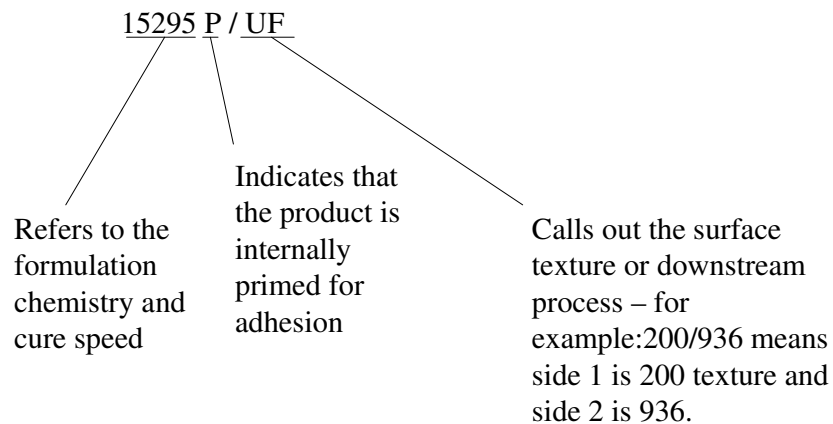 15295 P / UF
Refers to the
formulation
chemistry and
cure speed
Indicates that
the product is
internally
primed for
adhesion
Calls out the surface
texture or downstream
process – for
example:200/936 means
side 1 is 200 texture and
side 2 is 936.